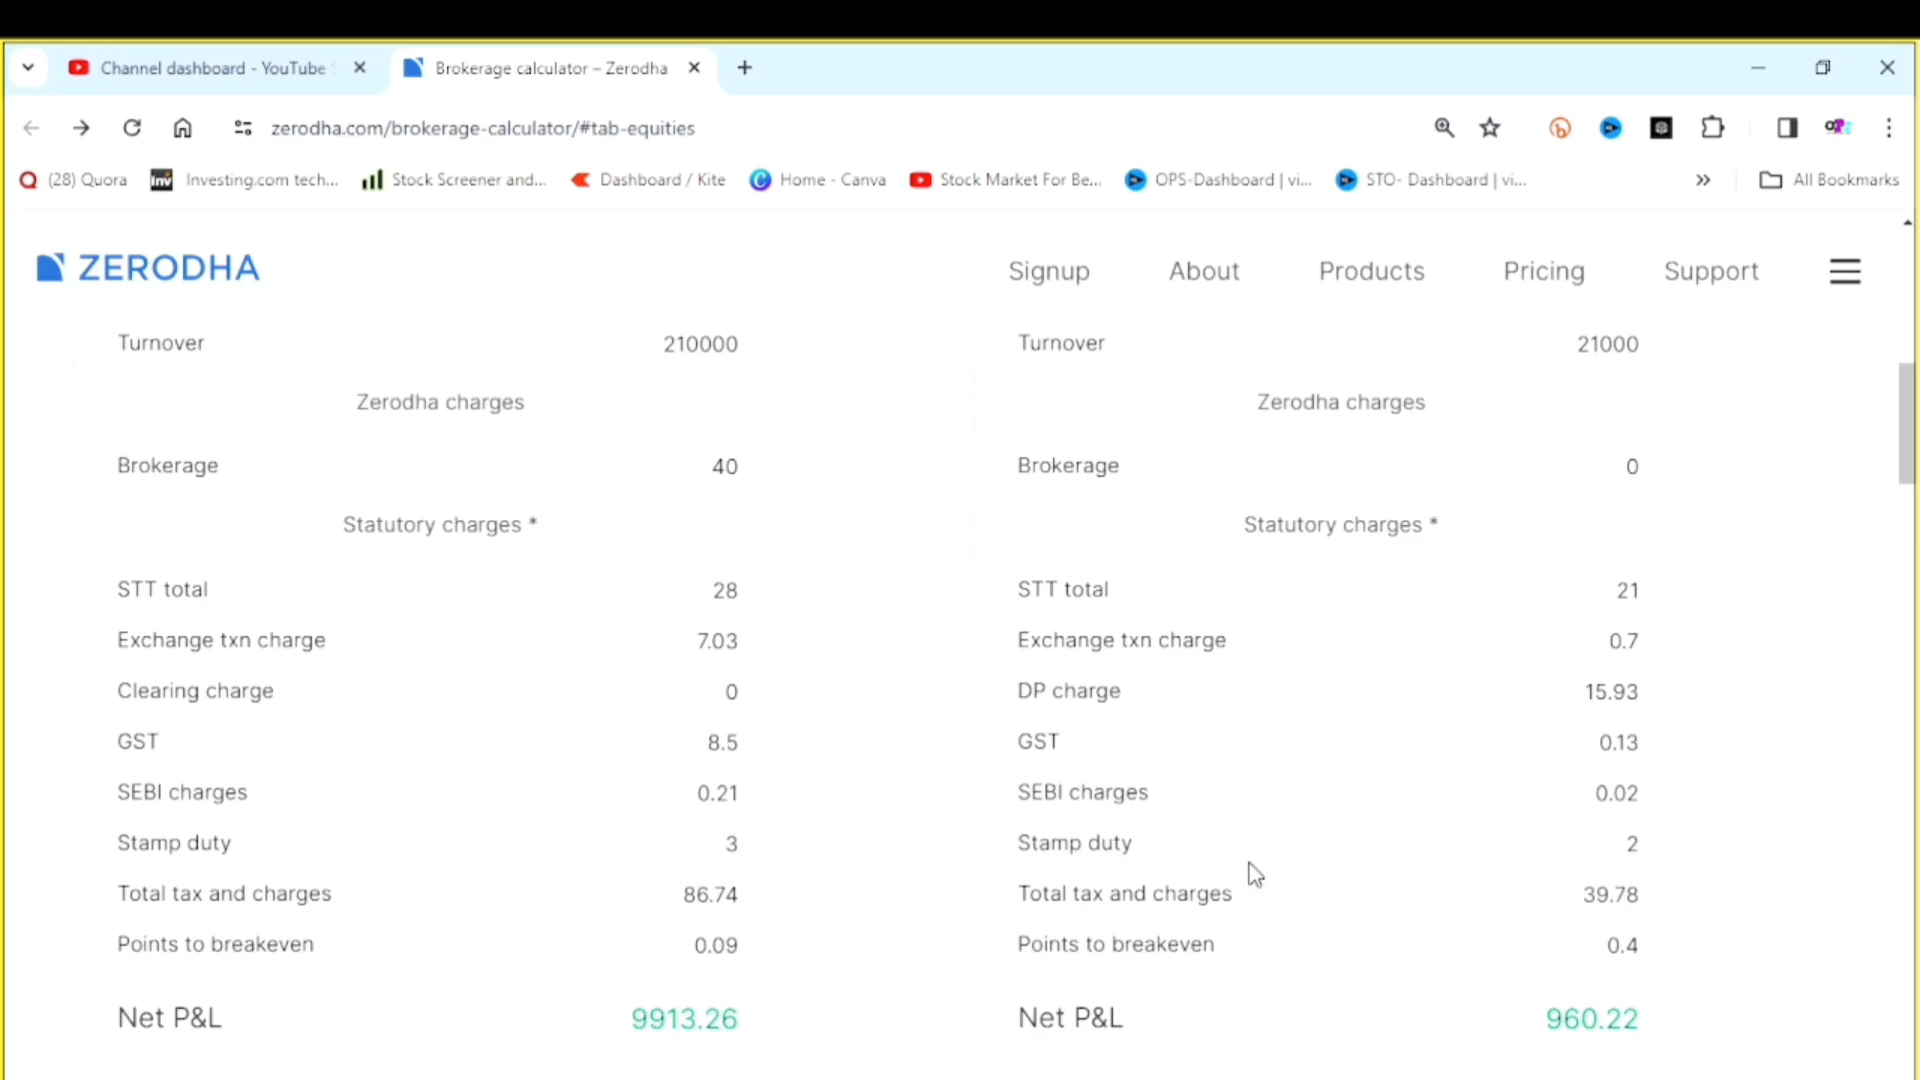 Channel dashboard - YouTube
Brokerage calculator – Zerodha
zerodha.com/brokerage-calculator/#tab-equities
(28) Quora
Inv Investing.com tech...
Stock Screener and...
Dashboard / Kite
Home - Canva
Stock Market For Be...
OPS-Dashboard | vi...
STO- Dashboard | vi...
All Bookmarks
ZERODHA
Signup
About
Products
Pricing
Support
Turnover 210000
Zerodha charges
Brokerage 40
Statutory charges *
STT total 28
Exchange txn charge 7.03
Clearing charge 0
GST 8.5
SEBI charges 0.21
Stamp duty 3
Total tax and charges 86.74
Points to breakeven 0.09
Net P&L 9913.26
Turnover 21000
Zerodha charges
Brokerage 0
Statutory charges *
STT total 21
Exchange txn charge 0.7
DP charge 15.93
GST 0.13
SEBI charges 0.02
Stamp duty 2
Total tax and charges 39.78
Points to breakeven 0.4
Net P&L 960.22